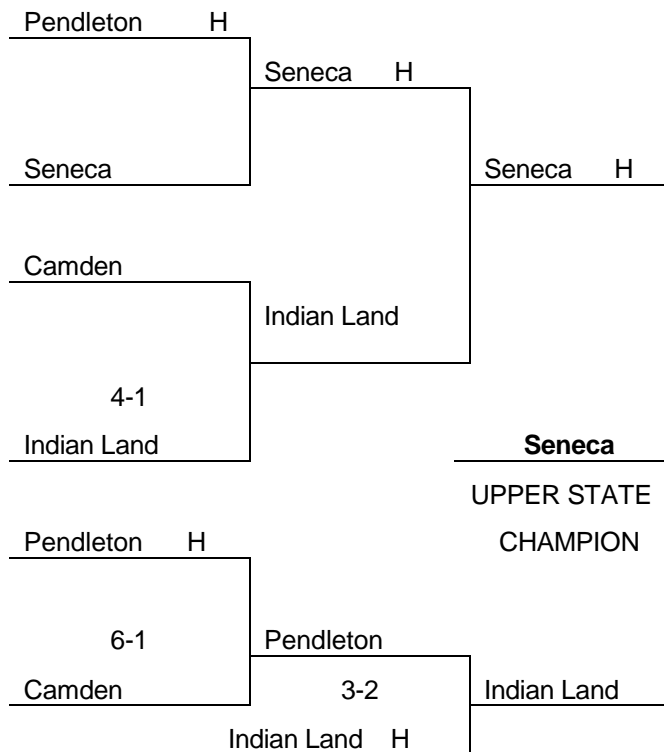 Pendleton H
Seneca H
Seneca
Seneca H
Camden
Indian Land
4-1
Indian Land
Seneca
UPPER STATE
CHAMPION
Pendleton H
6-1
Pendleton
Camden
3-2
Indian Land
Indian Land H